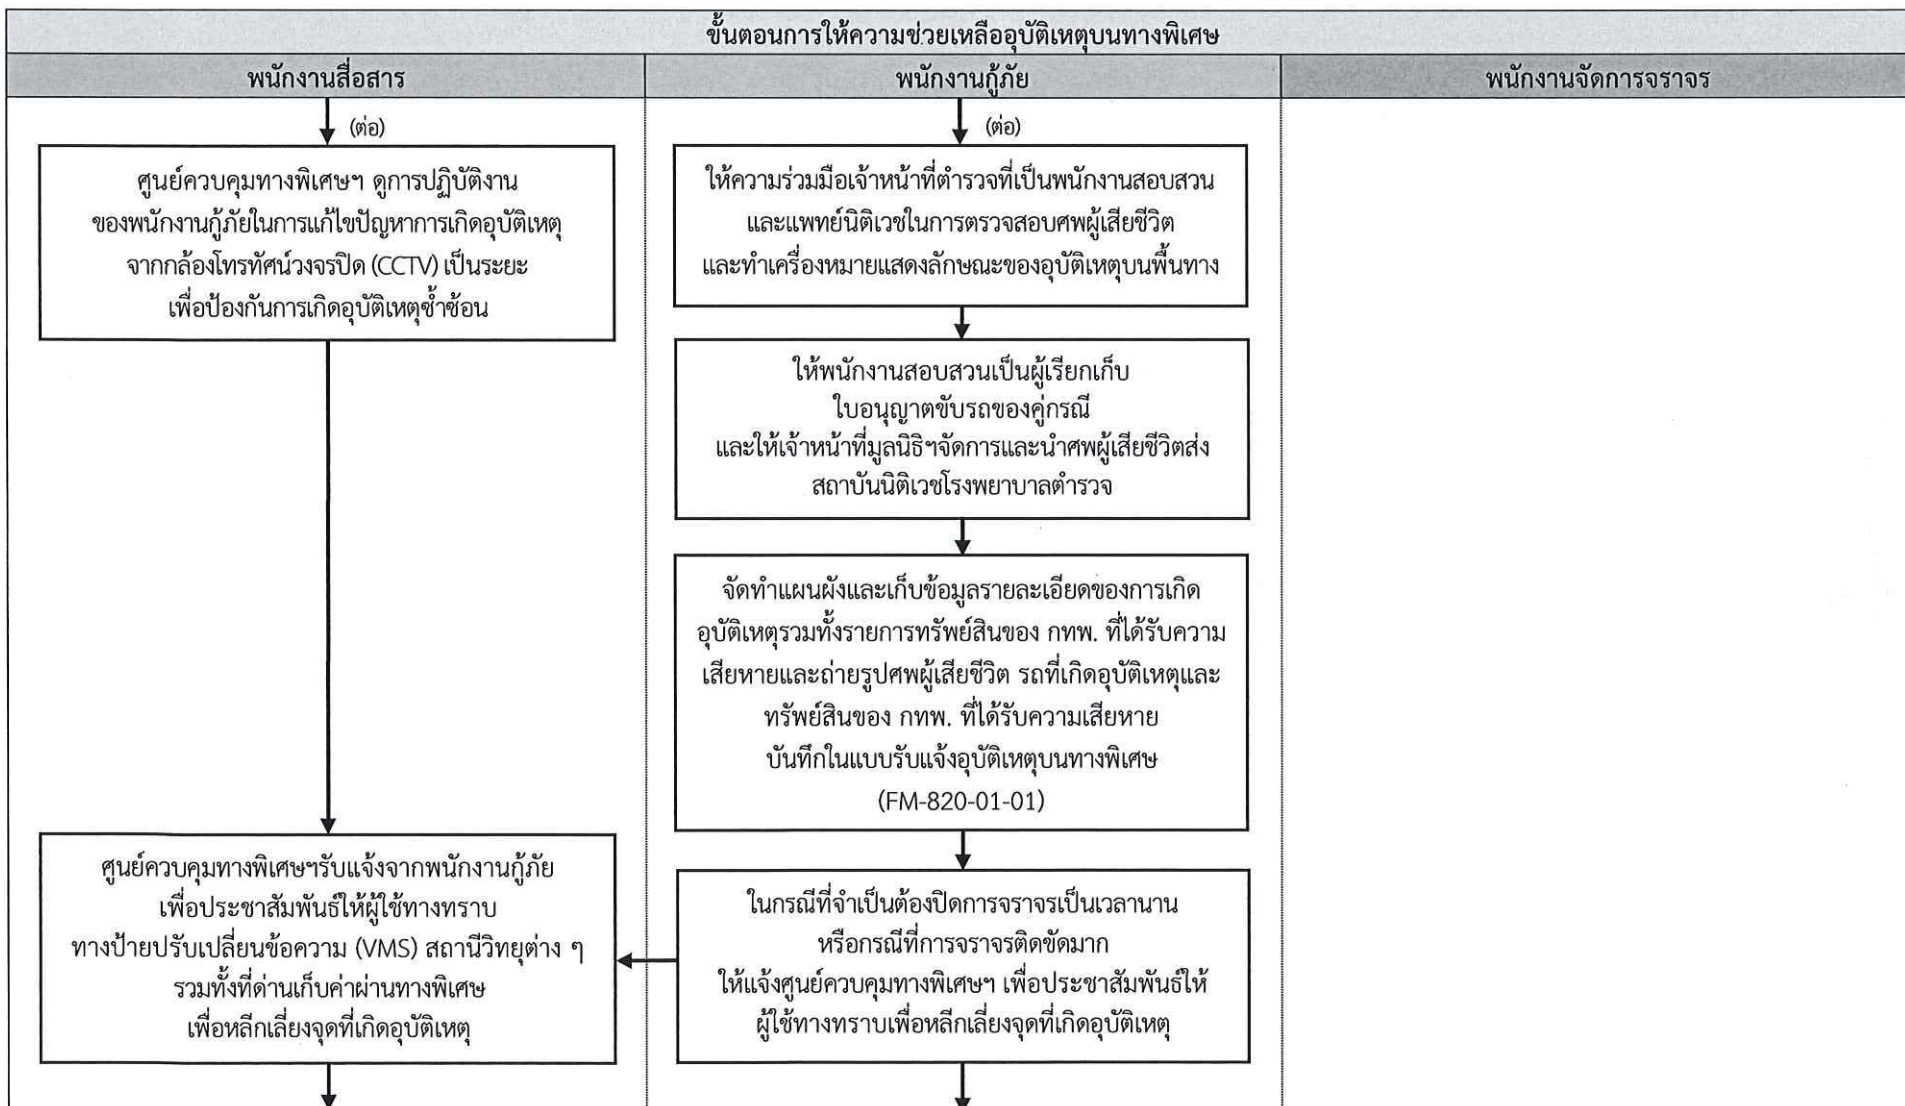 ขั้นตอนการให้ความช่วยเหลืออุบัติเหตุบนทางพิเศษ
พนักงานสื่อสาร
พนักงานกู้ภัย
พนักงานจัดการจราจร
(ต่อ)
ศูนย์ควบคุมทางพิเศษฯ ดูการปฏิบัติงาน
ของพนักงานกู้ภัยในการแก้ไขปัญหาการเกิดอุบัติเหตุ
จากกล้องโทรทัศน์วงจรปิด (CCTV) เป็นระยะ
เพื่อป้องกันการเกิดอุบัติเหตุซ้ำซ้อน
ศูนย์ควบคุมทางพิเศษฯรับแจ้งจากพนักงานกู้ภัย
เพื่อประชาสัมพันธ์ให้ผู้ใช้ทางทราบ
ทางป้ายปรับเปลี่ยนข้อความ (VMS) สถานีวิทยุต่าง ๆ
รวมทั้งที่ด่านเก็บค่าผ่านทางพิเศษ
เพื่อหลีกเลี่ยงจุดที่เกิดอุบัติเหตุ
(ต่อ)
ให้ความร่วมมือเจ้าหน้าที่ตำรวจที่เป็นพนักงานสอบสวน
และแพทย์นิติเวชในการตรวจสอบศพผู้เสียชีวิต
และทำเครื่องหมายแสดงลักษณะของอุบัติเหตุบนพื้นทาง
ให้พนักงานสอบสวนเป็นผู้เรียกเก็บ
ใบอนุญาตขับรถของคู่กรณี
และให้เจ้าหน้าที่มูลนิธิฯจัดการและนำศพผู้เสียชีวิตส่ง
สถาบันนิติเวชโรงพยาบาลตำรวจ
จัดทำแผนผังและเก็บข้อมูลรายละเอียดของการเกิด
อุบัติเหตุรวมทั้งรายการทรัพย์สินของ กทพ. ที่ได้รับความ
เสียหายและถ่ายรูปศพผู้เสียชีวิต รถที่เกิดอุบัติเหตุและ
ทรัพย์สินของ กทพ. ที่ได้รับความเสียหาย
บันทึกในแบบรับแจ้งอุบัติเหตุบนทางพิเศษ
(FM-820-01-01)
ในกรณีที่จำเป็นต้องปิดการจราจรเป็นเวลานาน
หรือกรณีที่การจราจรติดขัดมาก
ให้แจ้งศูนย์ควบคุมทางพิเศษฯ เพื่อประชาสัมพันธ์ให้
ผู้ใช้ทางทราบเพื่อหลีกเลี่ยงจุดที่เกิดอุบัติเหตุ